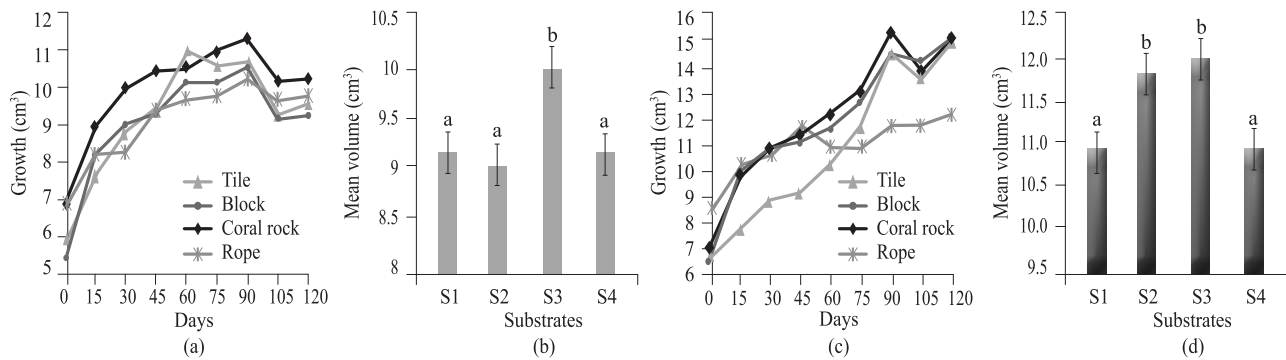 12
11
10
9
8
7
6
5
Growth (cm³)
Tile
Block
Coral rock
Rope
0 15 30 45 60 75 90 105 120
Days
(a)
10.5
10
9.5
9
8.5
8
Mean volume (cm³)
a a b a
S1 S2 S3 S4
Substrates
(b)
16
15
14
13
12
11
10
9
8
7
6
Growth (cm³)
Tile
Block
Coral rock
Rope
0 15 30 45 60 75 90 105 120
Days
(c)
12.5
12.0
11.5
11.0
10.5
10.0
9.5
Mean volume (cm³)
a b b a
S1 S2 S3 S4
Substrates
(d)